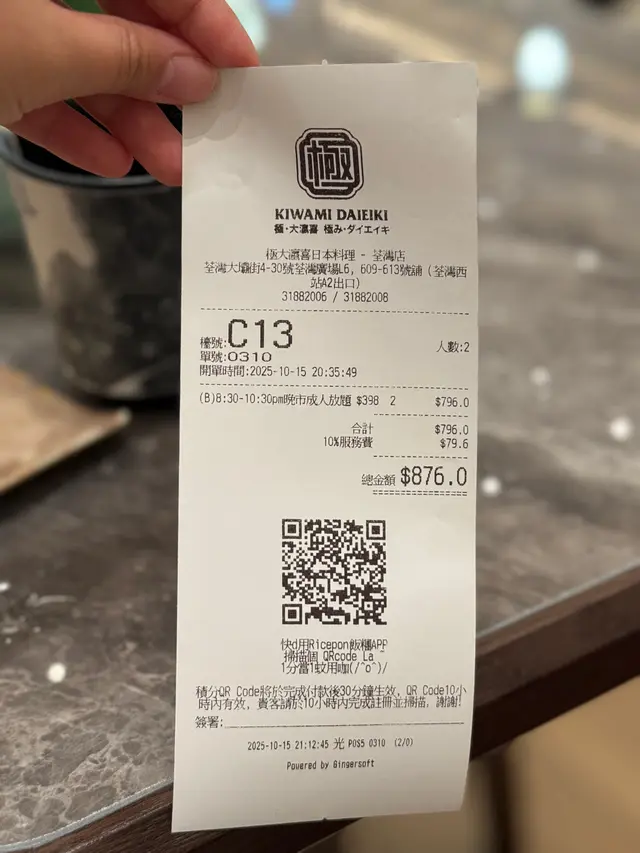 極
KIWAMI DAIEIKI
極・大瀛喜 極み・ダイエイキ
極大瀛喜日本料理 - 荃灣店
荃灣大壩街4-30號荃灣廣場L6, 609-613號舖 (荃灣西
站A2出口)
31882006 / 31882008
檯號:C13
人數:2
單號:0310
開單時間:2025-10-15 20:35:49
(B)8:30-10:30pm晚市成人放題 $398 2 $796.0
合計 $796.0
10%服務費 $79.6
總金額 $876.0
快d用Ricepon飯糰APP
掃描個 QRcode La ~
1分當1蚊用咖(/^o^)/
積分QR Code將於完成付款後30分鐘生效, QR Code10小
時內有效, 貴客請於10小時內完成註冊並掃描, 謝謝!
簽署:
2025-10-15 21:12:45 光 POS5 0310 (2/0)
Powered by Gingersoft